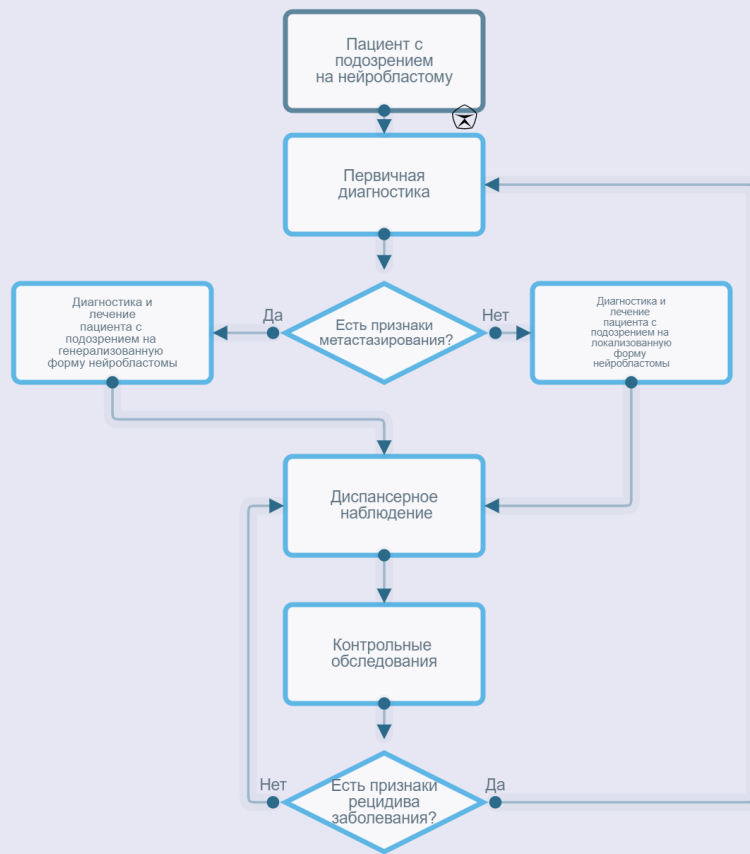 Пациент с
подозрением
на нейробластому
Первичная
диагностика
Есть признаки
метастазирования?
Да
Нет
Диагностика и
лечение
пациента с
подозрением на
генерализованную
форму нейробластомы
Диагностика и
лечение
пациента с
подозрением на
локализованную
форму
нейробластомы
Диспансерное
наблюдение
Контрольные
обследования
Есть признаки
рецидива
заболевания?
Нет
Да